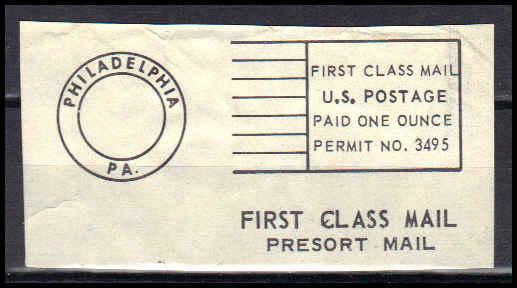 PHILADELPHIA
PA.
FIRST CLASS MAIL
U.S. POSTAGE
PAID ONE OUNCE
PERMIT NO. 3495
FIRST CLASS MAIL
PRESORT MAIL